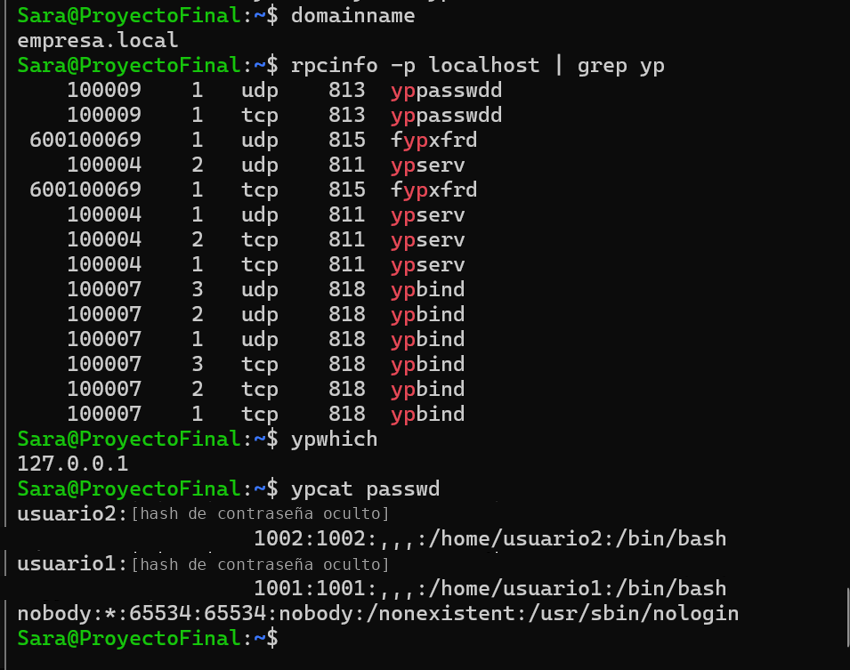 Sara@ProyectoFinal:~$ domainname
empresa.local
Sara@ProyectoFinal:~$ rpcinfo -p localhost | grep yp
100009 1 udp 813 yppasswdd
100009 1 tcp 813 yppasswdd
600100069 1 udp 815 fypxfrd
100004 2 udp 811 ypserv
600100069 1 tcp 815 fypxfrd
100004 1 udp 811 ypserv
100004 2 tcp 811 ypserv
100004 1 tcp 811 ypserv
100007 3 udp 818 ypbind
100007 2 udp 818 ypbind
100007 1 udp 818 ypbind
100007 3 tcp 818 ypbind
100007 2 tcp 818 ypbind
100007 1 tcp 818 ypbind
Sara@ProyectoFinal:~$ ypwhich
127.0.0.1
Sara@ProyectoFinal:~$ ypcat passwd
usuario2:[hash de contraseña oculto]
1002:1002:,,,:/home/usuario2:/bin/bash
usuario1:[hash de contraseña oculto]
1001:1001:,,,:/home/usuario1:/bin/bash
nobody:*:65534:65534:nobody:/nonexistent:/usr/sbin/nologin
Sara@ProyectoFinal:~$